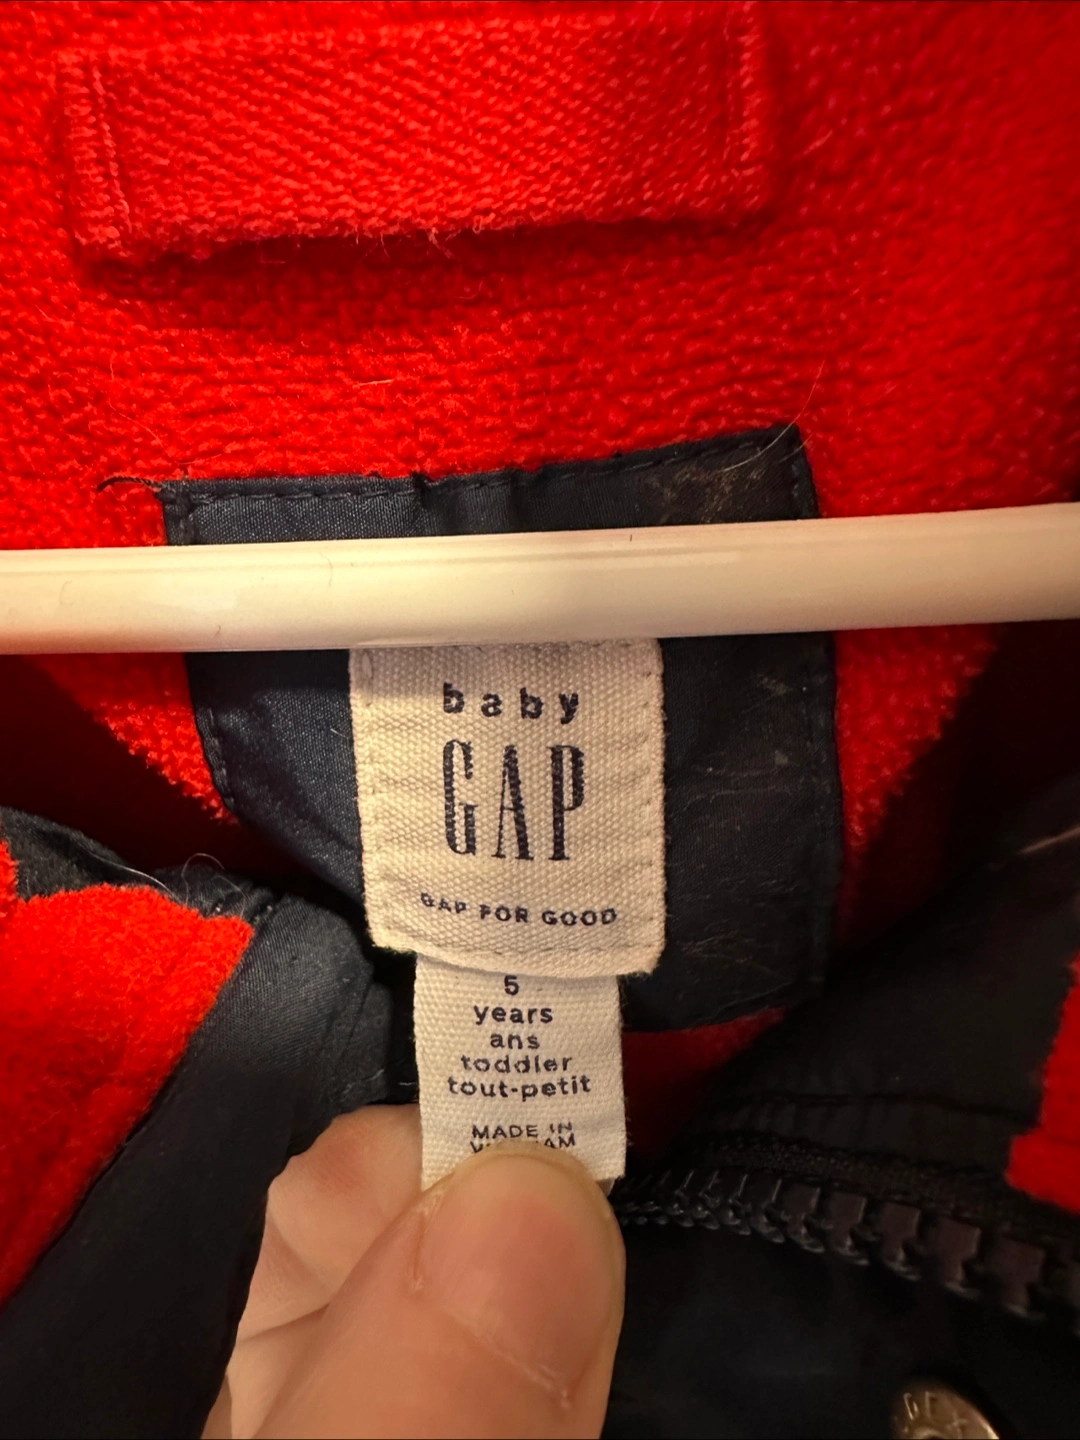 baby
GAP
GAP FOR GOOD
5
years
ans
toddler
tout-petit
MADE IN